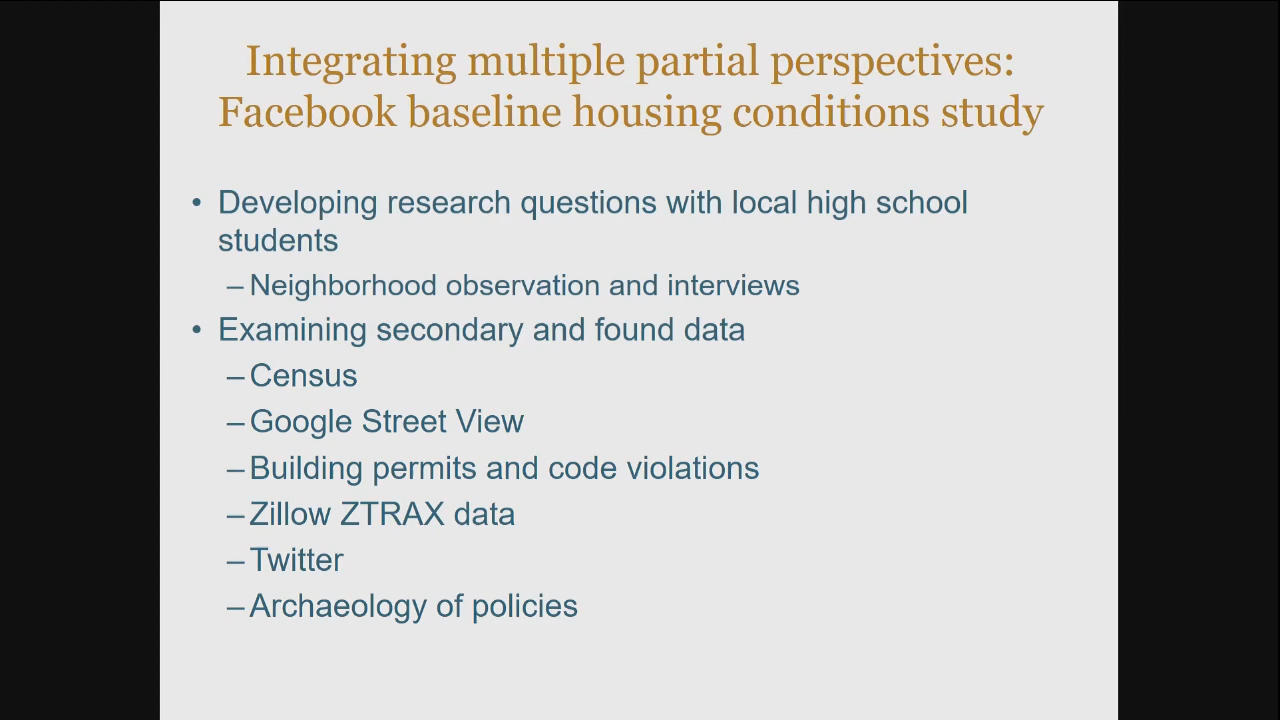 Integrating multiple partial perspectives:
Facebook baseline housing conditions study
• Developing research questions with local high school
students
– Neighborhood observation and interviews
• Examining secondary and found data
– Census
– Google Street View
– Building permits and code violations
– Zillow ZTRAX data
– Twitter
– Archaeology of policies